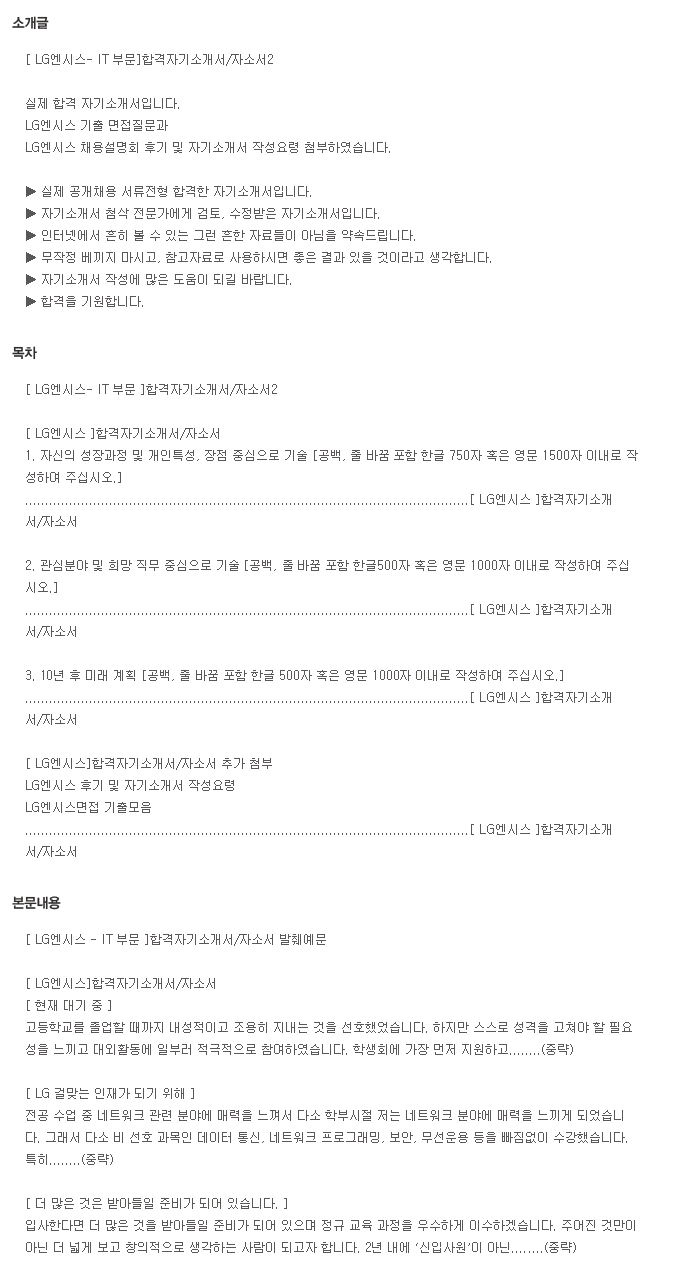 소개글
[ LG엔시스- IT 부문]합격자기소개서/자소서2
실제 합격 자기소개서입니다.
LG엔시스 기출 면접질문과
LG엔시스 채용설명회 후기 및 자기소개서 작성요령 첨부하였습니다.
▶ 실제 공개채용 서류전형 합격한 자기소개서입니다.
▶ 자기소개서 첨삭 전문가에게 검토, 수정받은 자기소개서입니다.
▶ 인터넷에서 흔히 볼 수 있는 그런 흔한 자료들이 아님을 약속드립니다.
▶ 무작정 베끼지 마시고, 참고자료로 사용하시면 좋은 결과 있을 것이라고 생각합니다.
▶ 자기소개서 작성에 많은 도움이 되길 바랍니다.
▶ 합격을 기원합니다.
목차
[ LG엔시스- IT 부문 ]합격자기소개서/자소서2
[ LG엔시스 ]합격자기소개서/자소서
1. 자신의 성장과정 및 개인특성, 장점 중심으로 기술 [공백, 줄 바꿈 포함 한글 750자 혹은 영문 1500자 이내로 작
성하여 주십시오.]
...............................................................................................................[ LG엔시스 ]합격자기소개
서/자소서
2. 관심분야 및 희망 직무 중심으로 기술 [공백, 줄 바꿈 포함 한글500자 혹은 영문 1000자 이내로 작성하여 주십
시오.]
...............................................................................................................[ LG엔시스 ]합격자기소개
서/자소서
3. 10년 후 미래 계획 [공백, 줄 바꿈 포함 한글 500자 혹은 영문 1000자 이내로 작성하여 주십시오.]
...............................................................................................................[ LG엔시스 ]합격자기소개
서/자소서
[ LG엔시스]합격자기소개서/자소서 추가 첨부
LG엔시스 후기 및 자기소개서 작성요령
LG엔시스면접 기출모음
...............................................................................................................[ LG엔시스 ]합격자기소개
서/자소서
본문내용
[ LG엔시스 - IT 부문 ]합격자기소개서/자소서 발췌예문
[ LG엔시스]합격자기소개서/자소서
[ 현재 대기 중 ]
고등학교를 졸업할 때까지 내성적이고 조용히 지내는 것을 선호했었습니다. 하지만 스스로 성격을 고쳐야 할 필요
성을 느끼고 대외활동에 일부러 적극적으로 참여하였습니다. 학생회에 가장 먼저 지원하고........(중략)
[ LG 걸맞는 인재가 되기 위해 ]
전공 수업 중 네트워크 관련 분야에 매력을 느껴서 다소 학부시절 저는 네트워크 분야에 매력을 느끼게 되었습니
다. 그래서 다소 비 선호 과목인 데이터 통신, 네트워크 프로그래밍, 보안, 무선운용 등을 빠짐없이 수강했습니다.
특히........(중략)
[ 더 많은 것은 받아들일 준비가 되어 있습니다. ]
입사한다면 더 많은 것을 받아들일 준비가 되어 있으며 정규 교육 과정을 우수하게 이수하겠습니다. 주어진 것만이
아닌 더 넓게 보고 창의적으로 생각하는 사람이 되고자 합니다. 2년 내에 ‘신입사원’이 아닌........(중략)